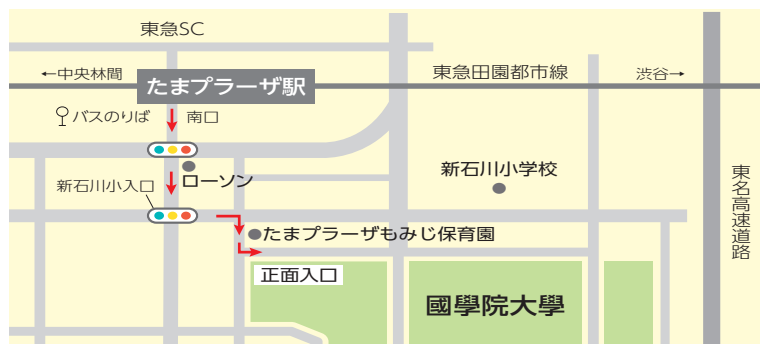 東急SC
←中央林間
東急田園都市線
渋谷→
たまプラーザ駅
バスのりば
南口
新石川小学校
ローソン
新石川小入口
東名高速道路
たまプラーザもみじ保育園
正面入口
國學院大學